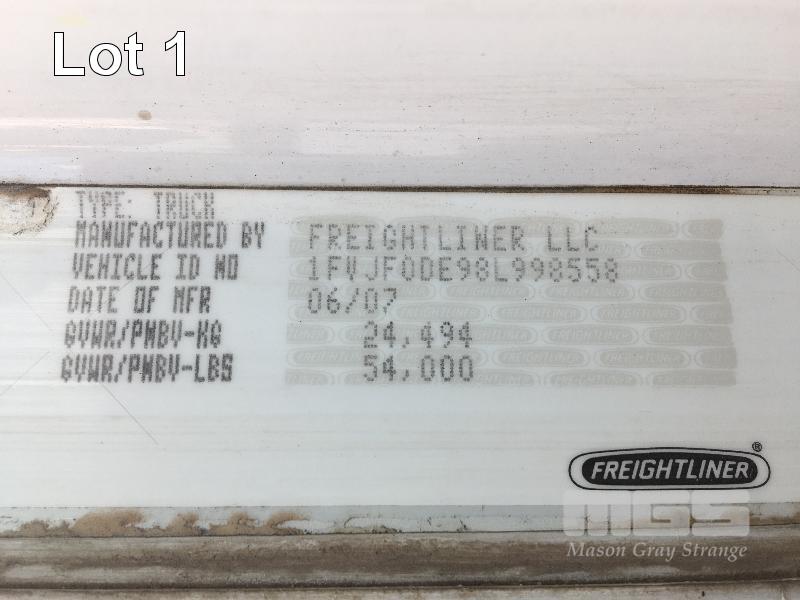 Lot 1
TYPE: TRUCK
MANUFACTURED BY FREIGHTLINER LLC
VEHICLE ID NO 1FVJF0DE98L998558
DATE OF MFR 06/07
GVWR/PNBV-KG 24,494
GVWR/PNBV-LBS 54,000
FREIGHTLINER®
MGS
Mason Gray Strange